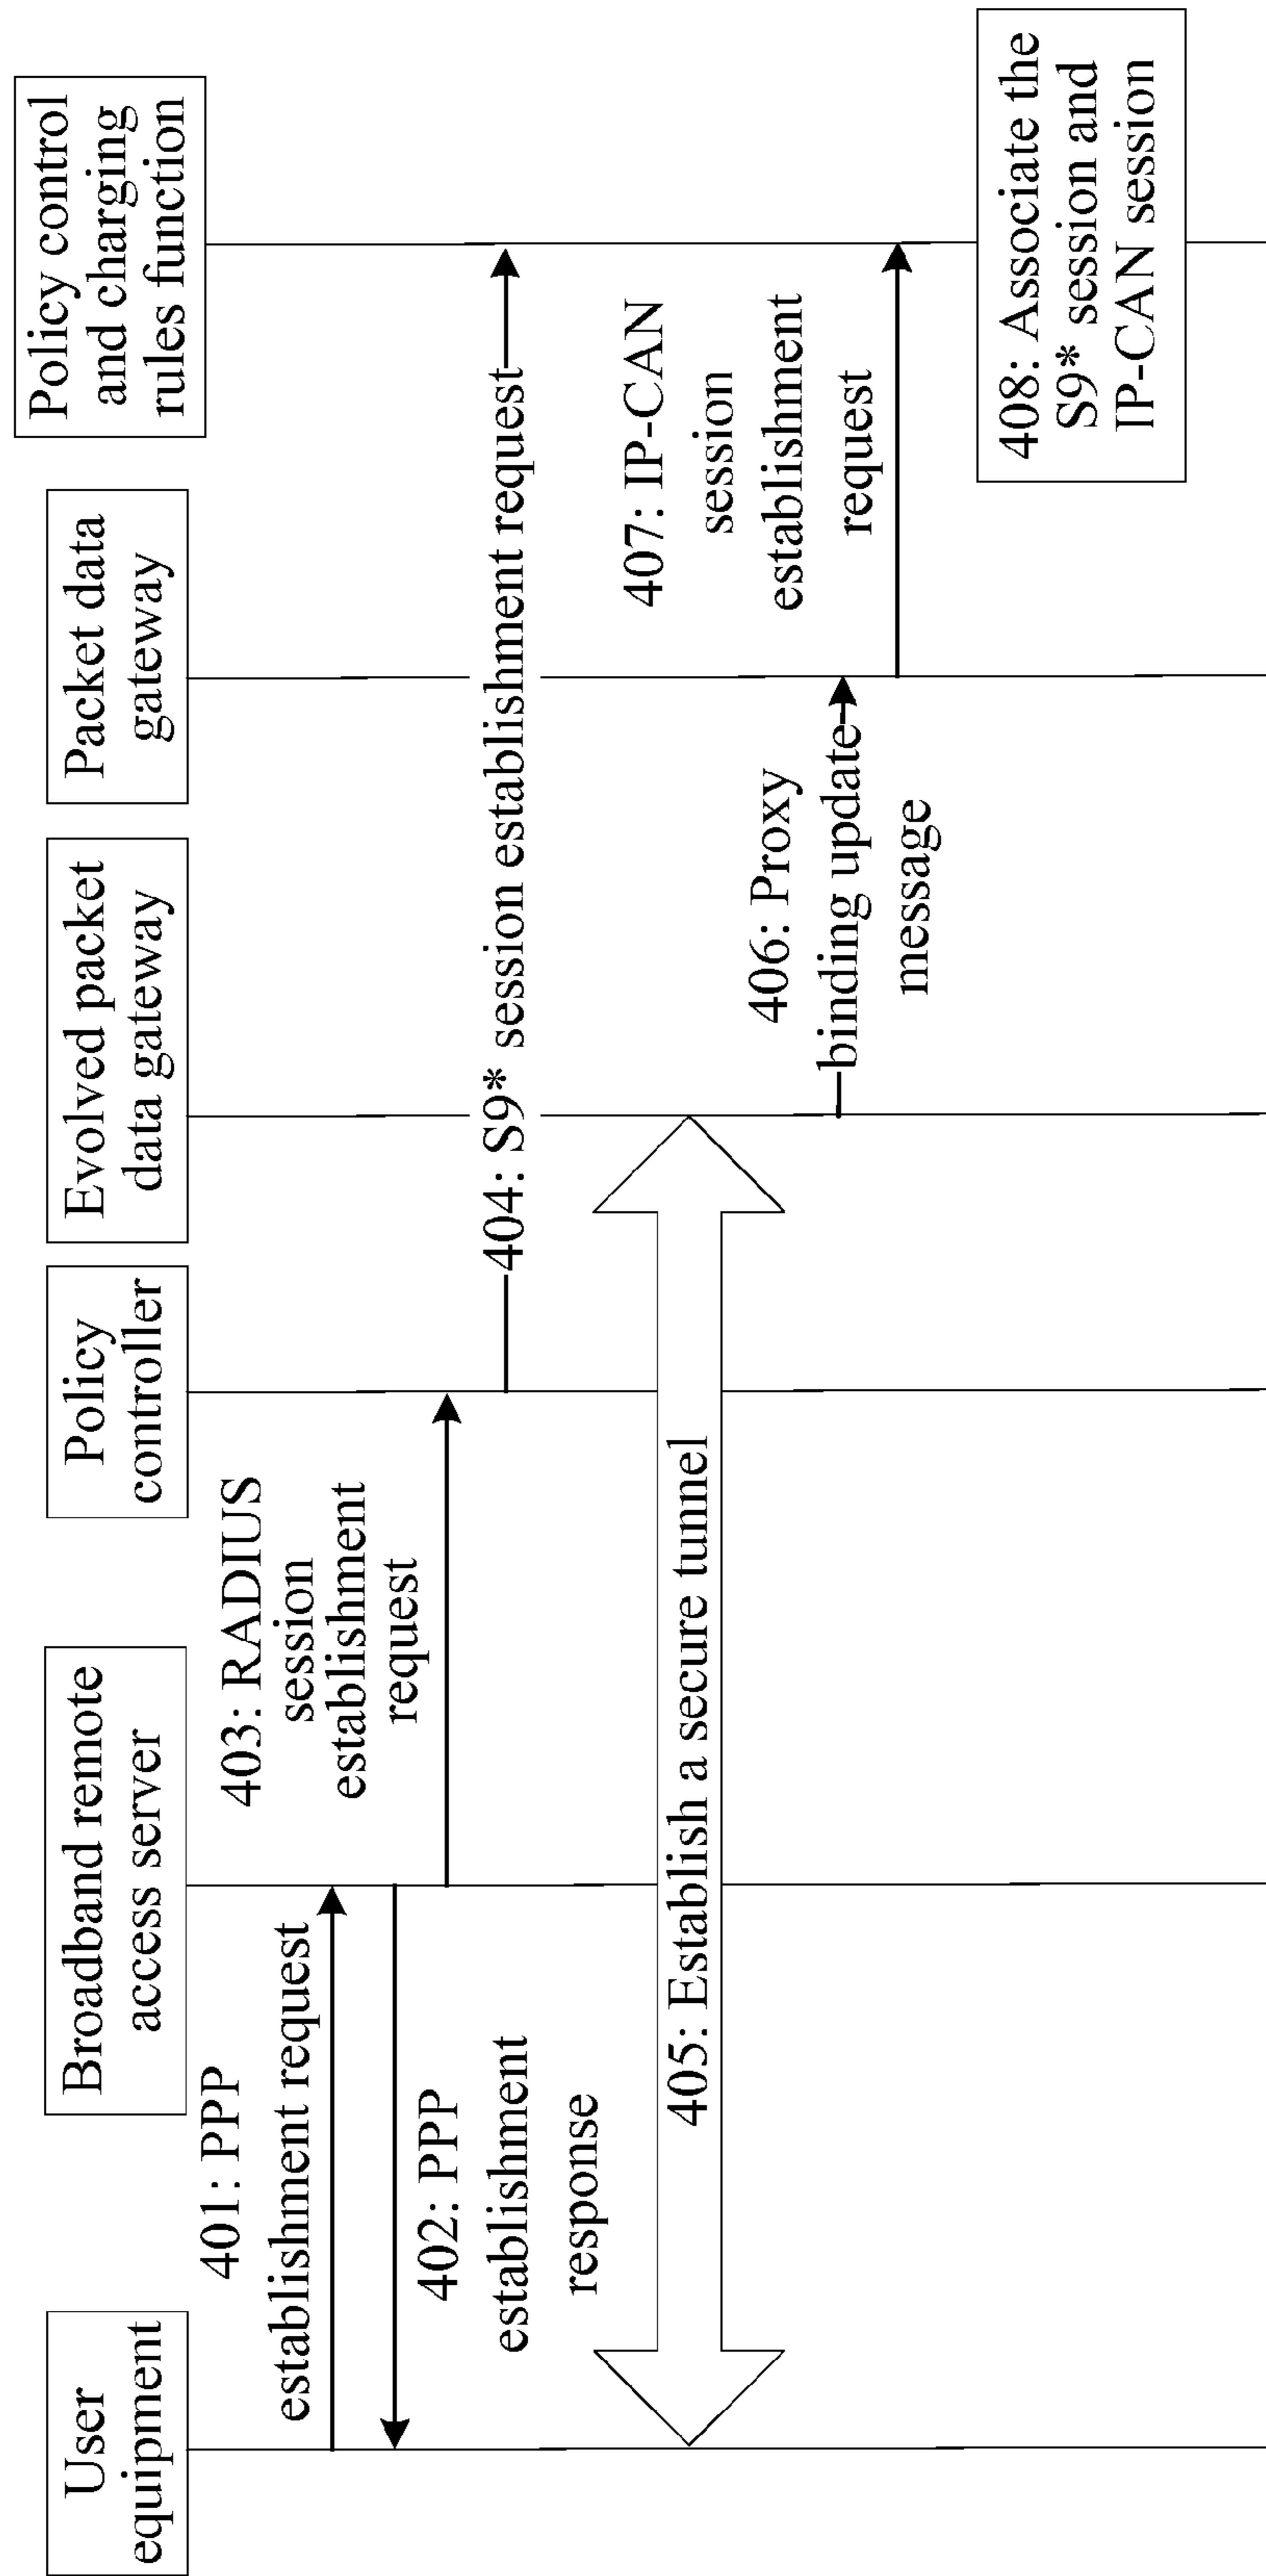 User
equipment
Broadband remote
access server
Policy
controller
Evolved packet
data gateway
Packet data
gateway
Policy control
and charging
rules function
401: PPP
establishment request
402: PPP
establishment
response
403: RADIUS
session
establishment
request
404: S9* session establishment request
405: Establish a secure tunnel
406: Proxy
binding update
message
407: IP-CAN
session
establishment
request
408: Associate the
S9* session and
IP-CAN session